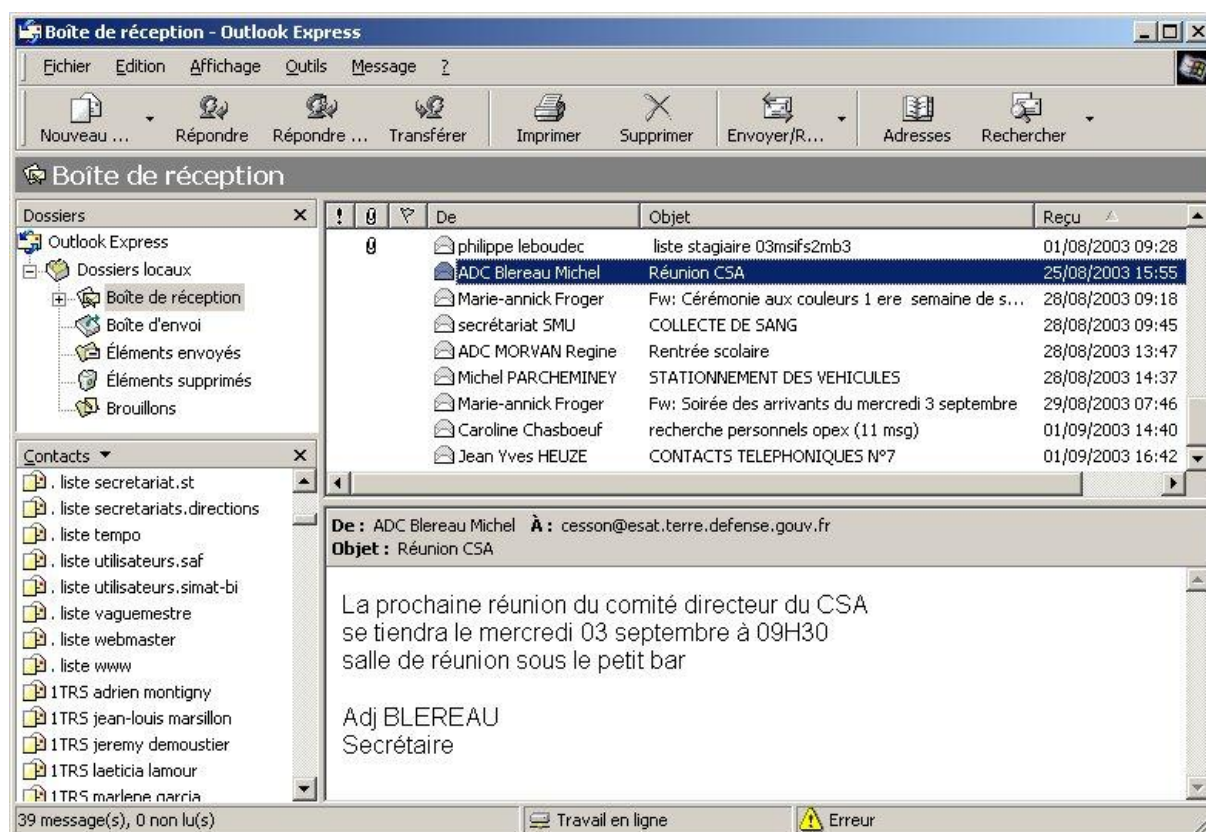 Boîte de réception - Outlook Express
Fichier Edition Affichage Outils Message ?
Nouveau ... Répondre Répondre ... Transférer Imprimer Supprimer Envoyer/R... Adresses Rechercher
Boîte de réception
Dossiers
Outlook Express
Dossiers locaux
Boîte de réception
Boîte d'envoi
Éléments envoyés
Éléments supprimés
Brouillons
Contacts
. liste secretariat.st
. liste secretariats.directions
. liste tempo
. liste utilisateurs.saf
. liste utilisateurs.simat-bi
. liste vaguemestre
. liste webmaster
. liste www
1TRS adrien montigny
1TRS jean-louis marsillon
1TRS jeremy demoustier
1TRS laeticia lamour
1TRS marlene garcia
! De Objet Reçu
philippe leboudec liste stagiaire 03msifs2mb3 01/08/2003 09:28
ADC Blereau Michel Réunion CSA 25/08/2003 15:55
Marie-annick Froger Fw: Cérémonie aux couleurs 1 ere semaine de s... 28/08/2003 09:18
secrétariat SMU COLLECTE DE SANG 28/08/2003 09:45
ADC MORVAN Regine Rentrée scolaire 28/08/2003 13:47
Michel PARCHEMINEY STATIONNEMENT DES VEHICULES 28/08/2003 14:37
Marie-annick Froger Fw: Soirée des arrivants du mercredi 3 septembre 29/08/2003 07:46
Caroline Chasboeuf recherche personnels opex (11 msg) 01/09/2003 14:40
Jean Yves HEUZE CONTACTS TELEPHONIQUES N°7 01/09/2003 16:42
De : ADC Blereau Michel À : cesson@esat.terre.defense.gouv.fr
Objet : Réunion CSA
La prochaine réunion du comité directeur du CSA
se tiendra le mercredi 03 septembre à 09H30
salle de réunion sous le petit bar
Adj BLEREAU
Secrétaire
39 message(s), 0 non lu(s) Travail en ligne Erreur